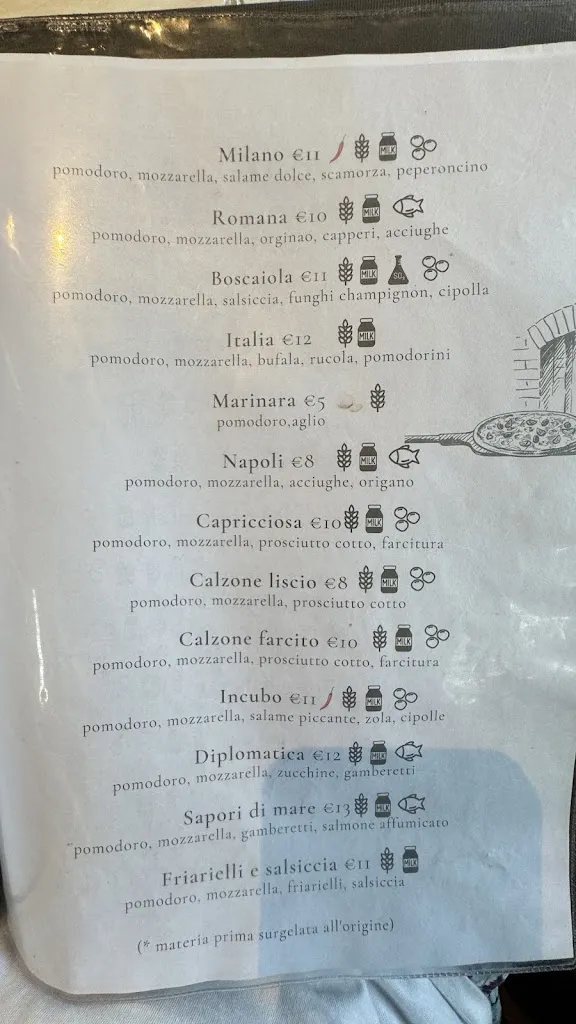 Milano €11
pomodoro, mozzarella, salame dolce, scamorza, peperoncino
Romana €10
pomodoro, mozzarella, orginao, capperi, acciughe
Boscaiola €11
pomodoro, mozzarella, salsiccia, funghi champignon, cipolla
Italia €12
pomodoro, mozzarella, bufala, rucola, pomodorini
Marinara €5
pomodoro,aglio
Napoli €8
pomodoro, mozzarella, acciughe, origano
Capricciosa €10
pomodoro, mozzarella, prosciutto cotto, farcitura
Calzone liscio €8
pomodoro, mozzarella, prosciutto cotto
Calzone farcito €10
pomodoro, mozzarella, prosciutto cotto, farcitura
Incubo €11
pomodoro, mozzarella, salame piccante, zola, cipolle
Diplomatica €12
pomodoro, mozzarella, zucchine, gamberetti
Sapori di mare €13
pomodoro, mozzarella, gamberetti, salmone affumicato
Friarielli e salsiccia €11
pomodoro, mozzarella, friarielli, salsiccia
(* materia prima surgelata all'origine)